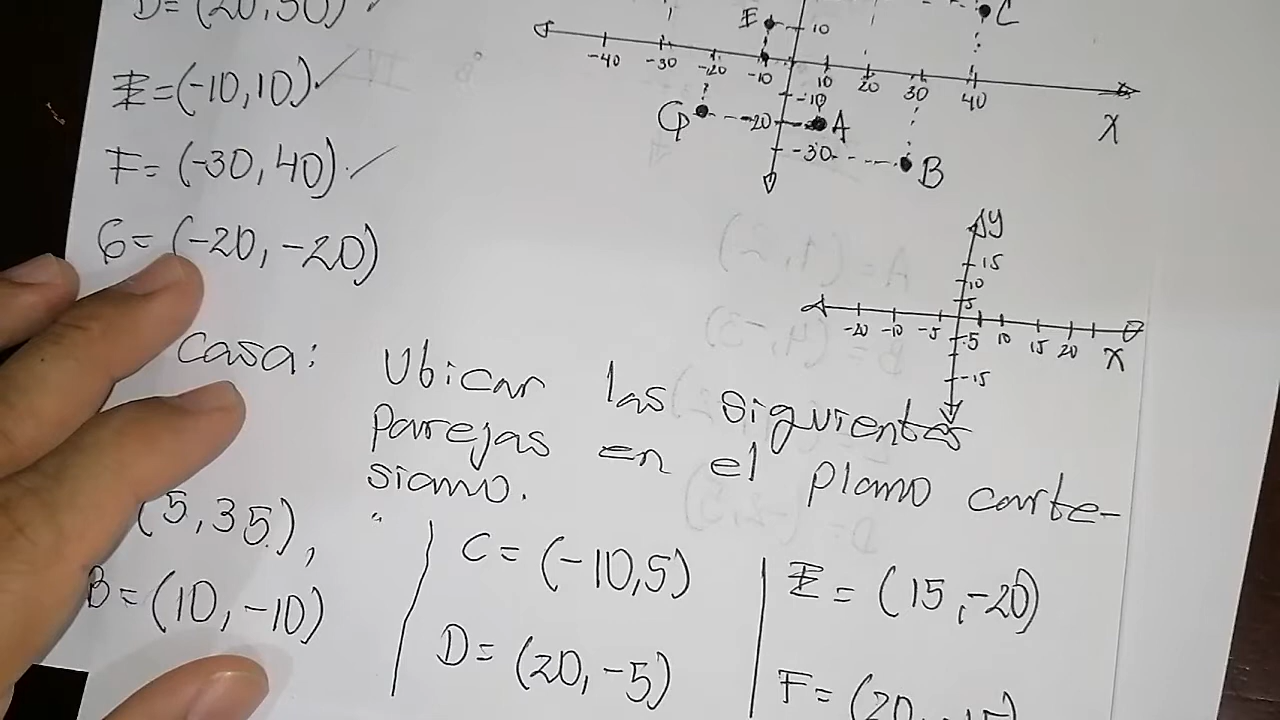 D=(20,30)
E=(-10,10)
F=(-30,40)
G=(-20,-20)
E 10 C
-40 -30 -20 -10 10 20 30 40
X
-10
G -20 A
-30 B
y
15
10
5
-20 -10 -5 10 15 20 X
-5
-15
Casa: Ubicar las siguientes
parejas en el plano carte-
siano.
(5,35),
B=(10,-10)
C=(-10,5)
D=(20,-5)
E=(15,-20)
F=(20,-15)